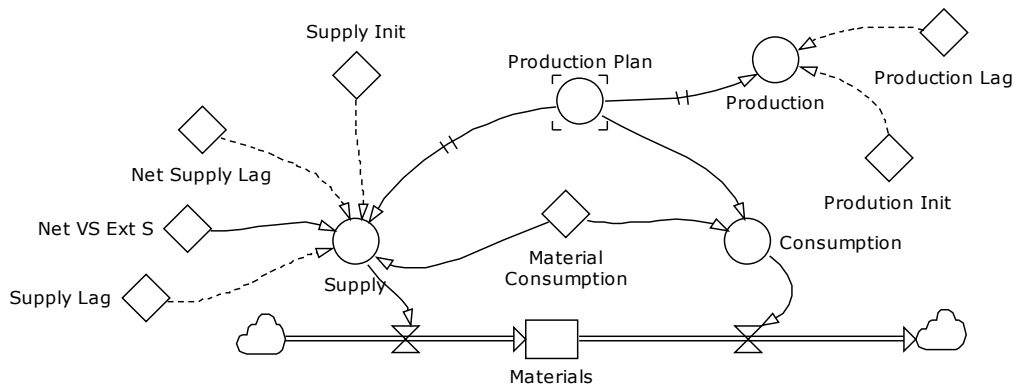 Supply Init
Production Plan
Production Lag
Production
Net Supply Lag
Prodution Init
Net VS Ext S
Consumption
Material
Consumption
Supply
Supply Lag
Materials